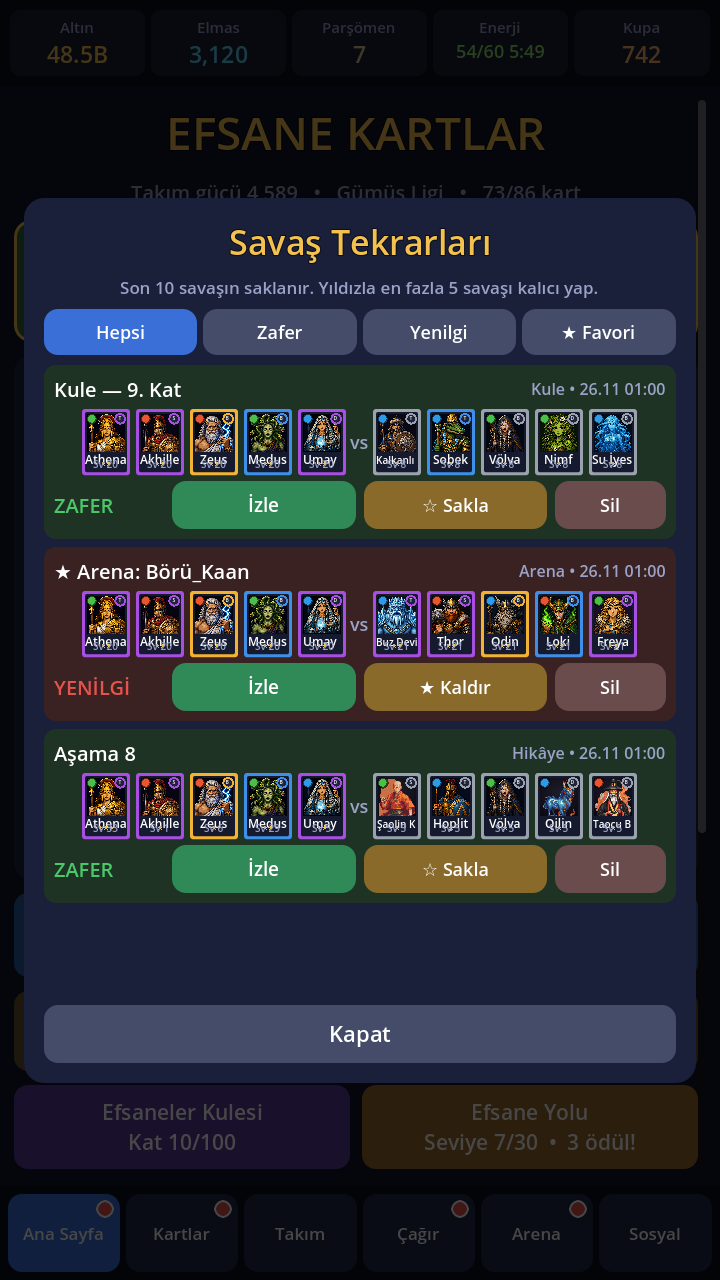 Altın Elmas Parşömen Enerji Kupa
48.5B 3,120 7 54/60 5:49 742
EFSANE KARTLAR
Takım gücü 4.589 • Gümüş Ligi • 73/86 kart
Savaş Tekrarları
Son 10 savaşın saklanır. Yıldızla en fazla 5 savaşı kalıcı yap.
Hepsi Zafer Yenilgi ★ Favori
Kule — 9. Kat Kule • 26.11 01:00
Athena Akhille Zeus Medus Umay vs Kalkanlı Sobek Völva Nimf Su İyes
ZAFER İzle ☆ Sakla Sil
★ Arena: Börü_Kaan Arena • 26.11 01:00
Athena Akhille Zeus Medus Umay vs Buz Devi Thor Odin Loki Freya
YENİLGİ İzle ★ Kaldır Sil
Aşama 8 Hikâye • 26.11 01:00
Athena Akhille Zeus Medus Umay vs Şaolin K Hoplit Völva Qilin Taocu B
ZAFER İzle ☆ Sakla Sil
Kapat
Efsaneler Kulesi Efsane Yolu
Kat 10/100 Seviye 7/30 • 3 ödül!
Ana Sayfa Kartlar Takım Çağır Arena Sosyal